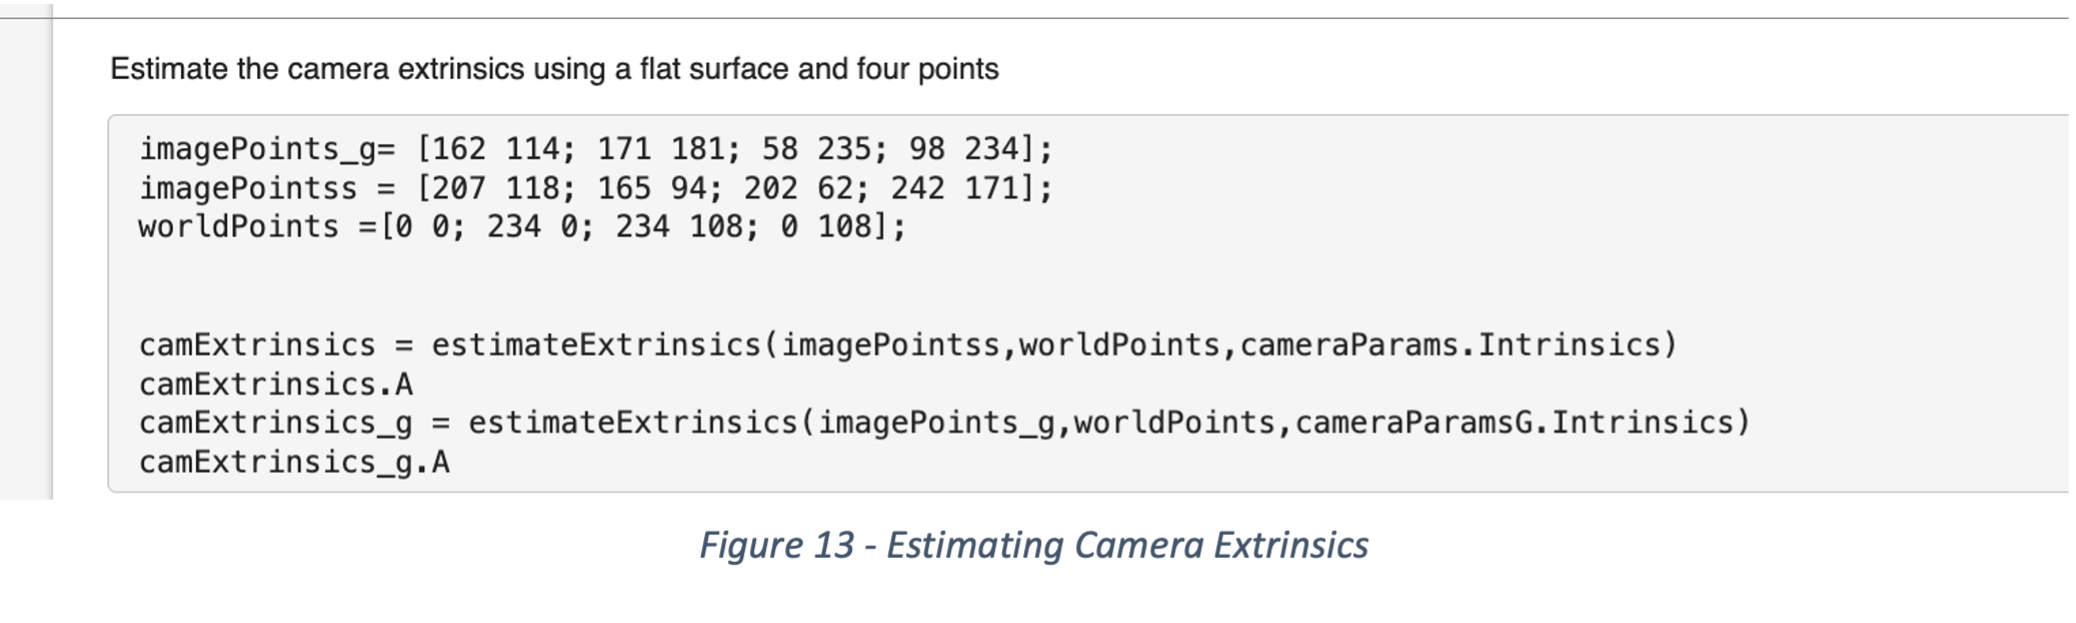 Estimate the camera extrinsics using a flat surface and four points
imagePoints_g= [162 114; 171 181; 58 235; 98 234];
imagePointss = [207 118; 165 94; 202 62; 242 171];
worldPoints =[0 0; 234 0; 234 108; 0 108];
camExtrinsics = estimateExtrinsics(imagePointss,worldPoints,cameraParams.Intrinsics)
camExtrinsics.A
camExtrinsics_g = estimateExtrinsics(imagePoints_g,worldPoints,cameraParamsG.Intrinsics)
camExtrinsics_g.A
Figure 13 - Estimating Camera Extrinsics